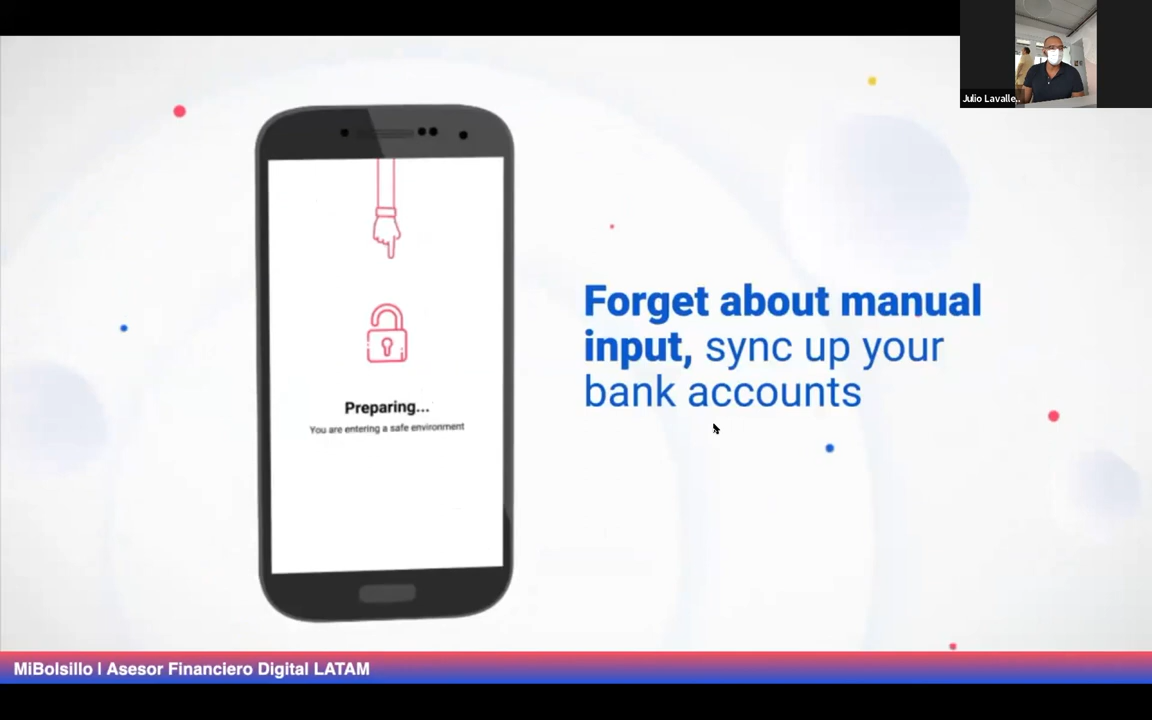 Julio Lavalle..
Forget about manual
input, sync up your
bank accounts
Preparing...
You are entering a safe environment
MiBolsillo | Asesor Financiero Digital LATAM